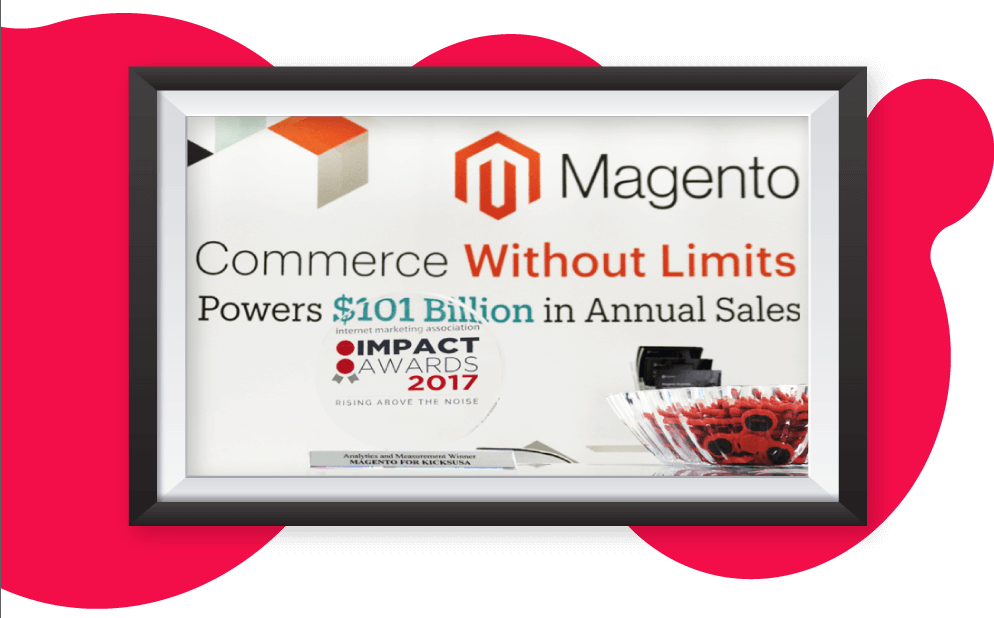 Magento
Commerce Without Limits
Powers $101 Billion in Annual Sales
internet marketing association
IMPACT
AWARDS
2017
RISING ABOVE THE NOISE
Analytics and Measurement Winner
MAGENTO FOR KICKSUSA